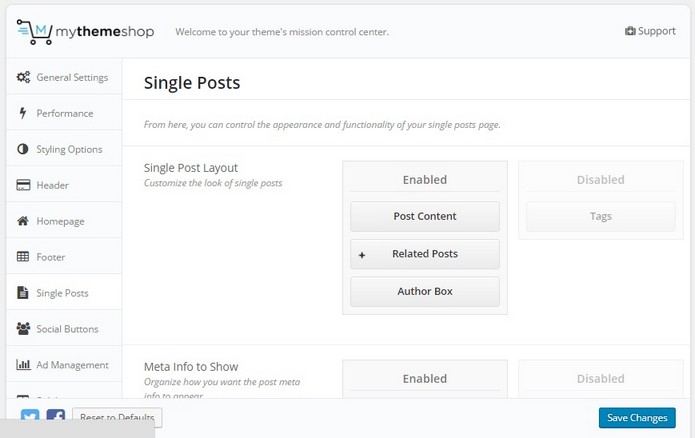 mythemeshop
Welcome to your theme's mission control center.
Support
General Settings
Performance
Styling Options
Header
Homepage
Footer
Single Posts
Social Buttons
Ad Management
Single Posts
From here, you can control the appearance and functionality of your single posts page.
Single Post Layout
Customize the look of single posts
Enabled
Post Content
Related Posts
Author Box
Disabled
Tags
Meta Info to Show
Organize how you want the post meta
info to appear
Enabled
Disabled
Reset to Defaults
Save Changes